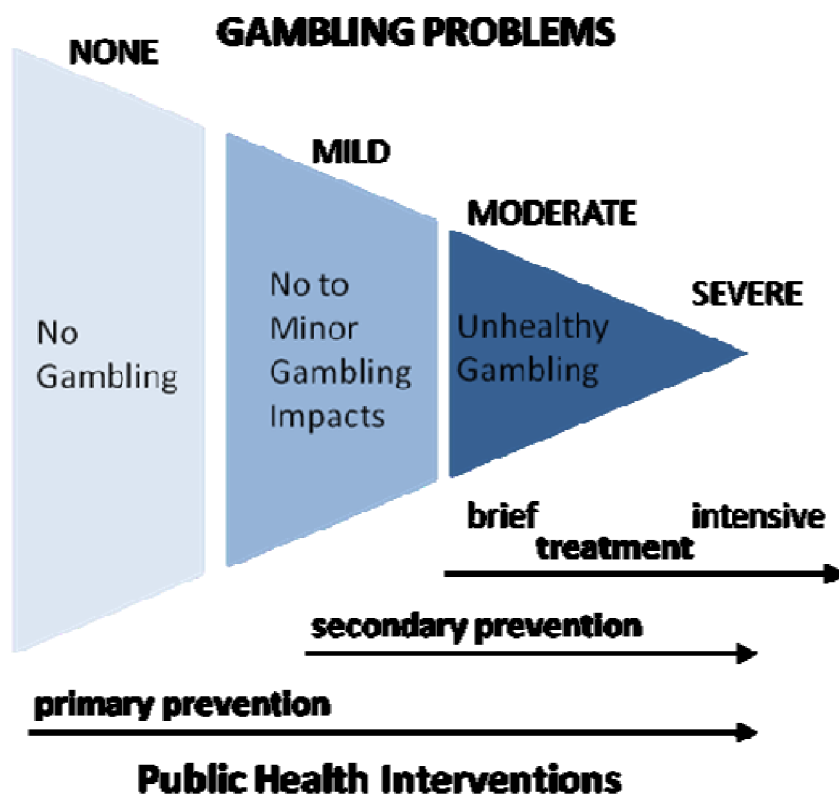 GAMBLING PROBLEMS
NONE
MILD
MODERATE
SEVERE
No
Gambling
No to
Minor
Gambling
Impacts
Unhealthy
Gambling
brief intensive
treatment
secondary prevention
primary prevention
Public Health Interventions